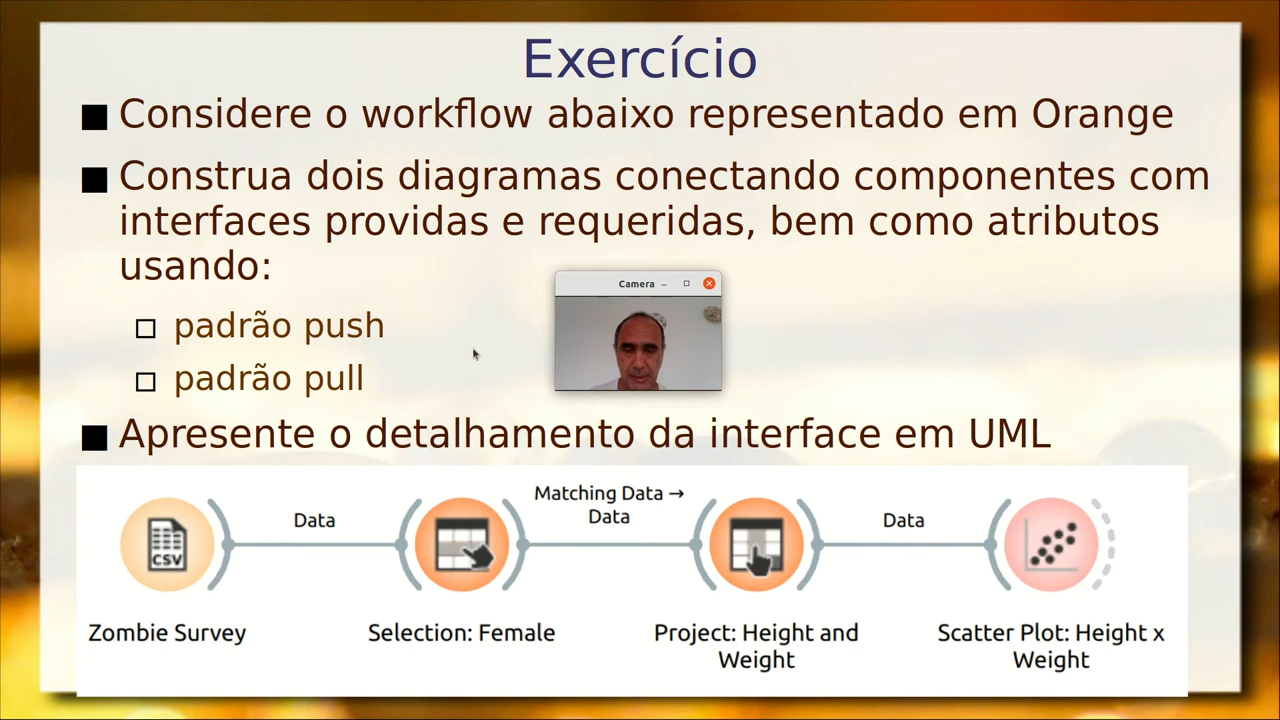 Exercício
Considere o workflow abaixo representado em Orange
Construa dois diagramas conectando componentes com
interfaces providas e requeridas, bem como atributos
usando:
Camera
padrão push
padrão pull
Apresente o detalhamento da interface em UML
Matching Data →
Data
Data
Data
CSV
Zombie Survey
Selection: Female
Project: Height and
Weight
Scatter Plot: Height x
Weight